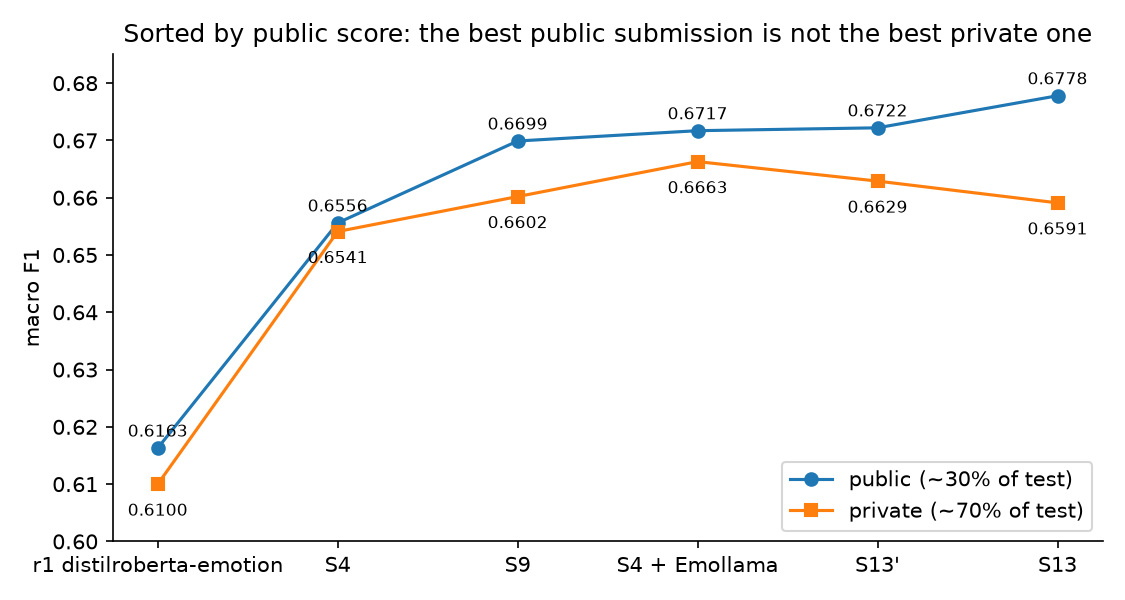 Sorted by public score: the best public submission is not the best private one
macro F1
0.68
0.67
0.66
0.65
0.64
0.63
0.62
0.61
0.60
0.6163
0.6556
0.6699
0.6717
0.6722
0.6778
0.6100
0.6541
0.6602
0.6663
0.6629
0.6591
public (~30% of test)
private (~70% of test)
r1 distilroberta-emotion
S4
S9
S4 + Emollama
S13'
S13